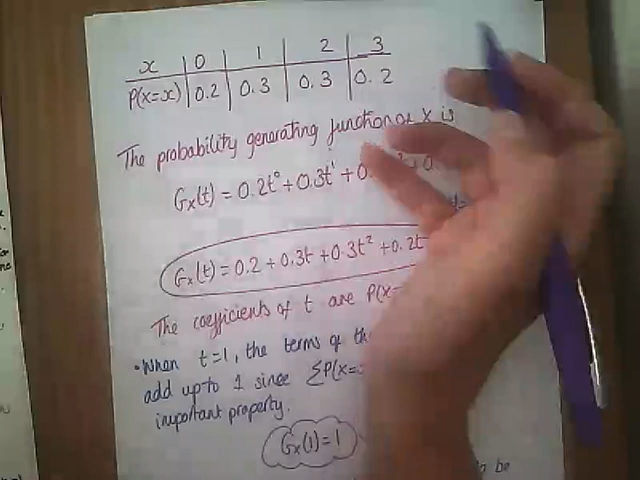 x 0 1 2 3
P(X=x) 0.2 0.3 0.3 0.2
The probability generating function of X is
Gx(t) = 0.2t⁰ + 0.3t¹ + 0.
Gx(t) = 0.2 + 0.3t + 0.3t² + 0.2t
The coefficients of t are P(X=
• When t=1, the terms of th
add up to 1 since ΣP(X=
important property.
Gx(1) = 1
be